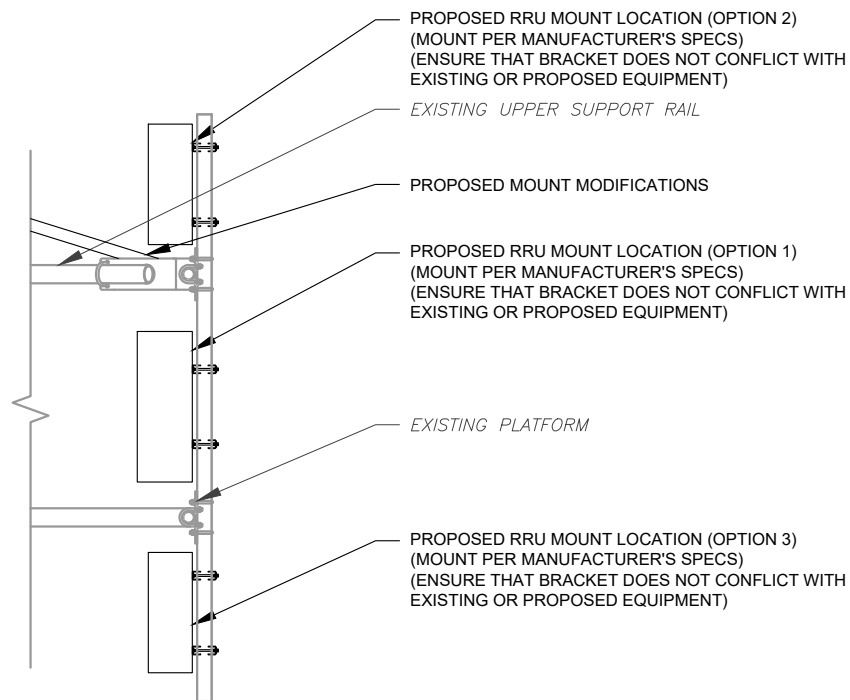 PROPOSED RRU MOUNT LOCATION (OPTION 2)
(MOUNT PER MANUFACTURER'S SPECS)
(ENSURE THAT BRACKET DOES NOT CONFLICT WITH
EXISTING OR PROPOSED EQUIPMENT)
EXISTING UPPER SUPPORT RAIL
PROPOSED MOUNT MODIFICATIONS
PROPOSED RRU MOUNT LOCATION (OPTION 1)
(MOUNT PER MANUFACTURER'S SPECS)
(ENSURE THAT BRACKET DOES NOT CONFLICT WITH
EXISTING OR PROPOSED EQUIPMENT)
EXISTING PLATFORM
PROPOSED RRU MOUNT LOCATION (OPTION 3)
(MOUNT PER MANUFACTURER'S SPECS)
(ENSURE THAT BRACKET DOES NOT CONFLICT WITH
EXISTING OR PROPOSED EQUIPMENT)